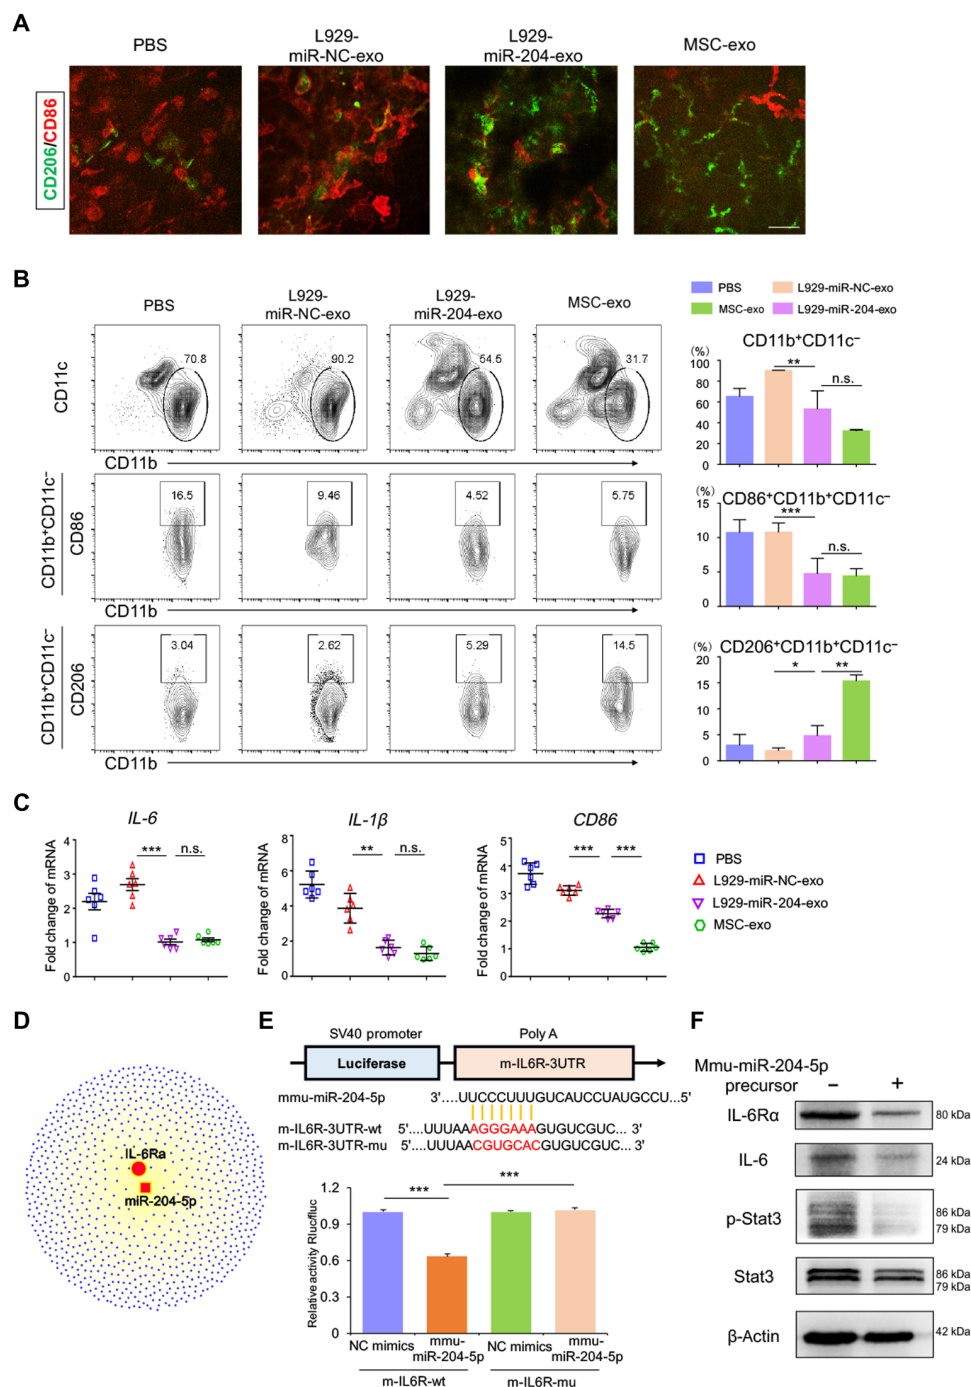 A
PBS
L929-
miR-NC-exo
L929-
miR-204-exo
MSC-exo
CD206/CD86
B
PBS
L929-
miR-NC-exo
L929-
miR-204-exo
MSC-exo
PBS
L929-miR-NC-exo
MSC-exo
L929-miR-204-exo
CD11c
70.8
90.2
54.5
31.7
CD11b
CD11b⁺CD11c⁻
CD86
16.5
9.46
4.52
5.75
CD11b
CD11b⁺CD11c⁻
CD206
3.04
2.62
5.29
14.5
CD11b
CD11b⁺CD11c⁻
(%)
100
80
60
40
20
0
**
n.s.
CD86⁺CD11b⁺CD11c⁻
(%)
15
10
5
0
***
n.s.
CD206⁺CD11b⁺CD11c⁻
(%)
20
15
10
5
0
*
**
C
IL-6
Fold change of mRNA
4
3
2
1
0
***
n.s.
IL-1β
Fold change of mRNA
8
6
4
2
0
**
n.s.
CD86
Fold change of mRNA
5
4
3
2
1
0
***
***
PBS
L929-miR-NC-exo
L929-miR-204-exo
MSC-exo
D
IL-6Ra
miR-204-5p
E
SV40 promoter
Poly A
Luciferase
m-IL6R-3UTR
mmu-miR-204-5p 3'....UUCCCUUUGUCAUCCUAUGCCU...5'
m-IL6R-3UTR-wt 5'....UUUAAAGGGAAAGUGUCGUC... 3'
m-IL6R-3UTR-mu 5'....UUUAACGUGCACGUGUCGUC... 3'
Relative activity Rluc/fluc
1.2
0.9
0.6
0.3
0
***
***
NC mimics
mmu-
miR-204-5p
NC mimics
mmu-
miR-204-5p
m-IL6R-wt
m-IL6R-mu
F
Mmu-miR-204-5p
precursor
−
+
IL-6Rα
80 kDa
IL-6
24 kDa
p-Stat3
86 kDa
79 kDa
Stat3
86 kDa
79 kDa
β-Actin
42 kDa